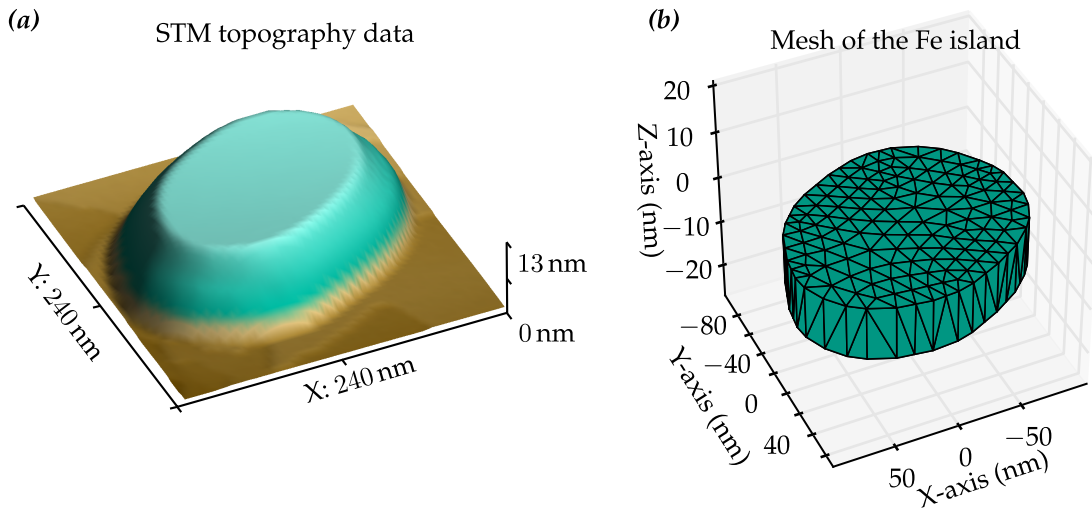 (a)
STM topography data
Y: 240 nm
X: 240 nm
13 nm
0 nm
(b)
Mesh of the Fe island
20
10
0
−10
−20
Z-axis (nm)
−80
−40
0
40
Y-axis (nm)
50
0
−50
X-axis (nm)